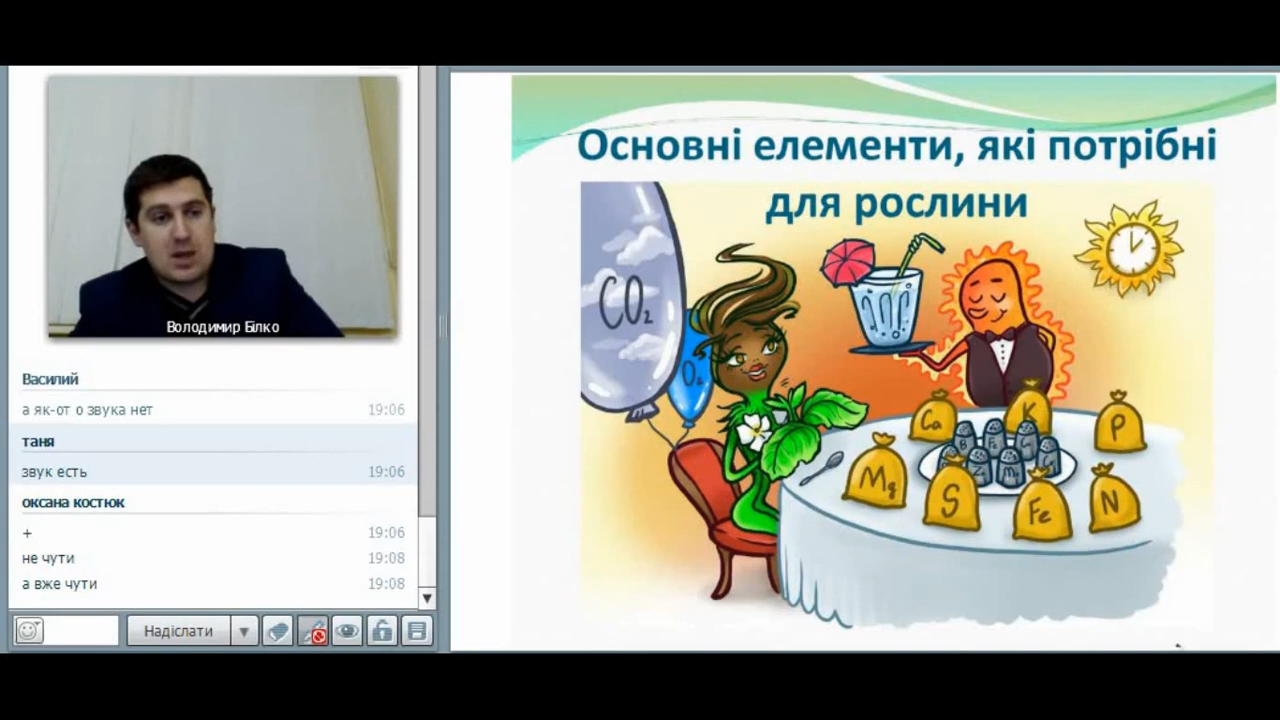 Володимир Білко
Василий
а як-от о звука нет 19:06
таня
звук есть 19:06
оксана костюк
+ 19:06
не чути 19:08
а вже чути 19:08
Надіслати
Основні елементи, які потрібні
для рослини
CO₂
O₂
Ca
K
P
B
Fe
Mg
S
Fe
N